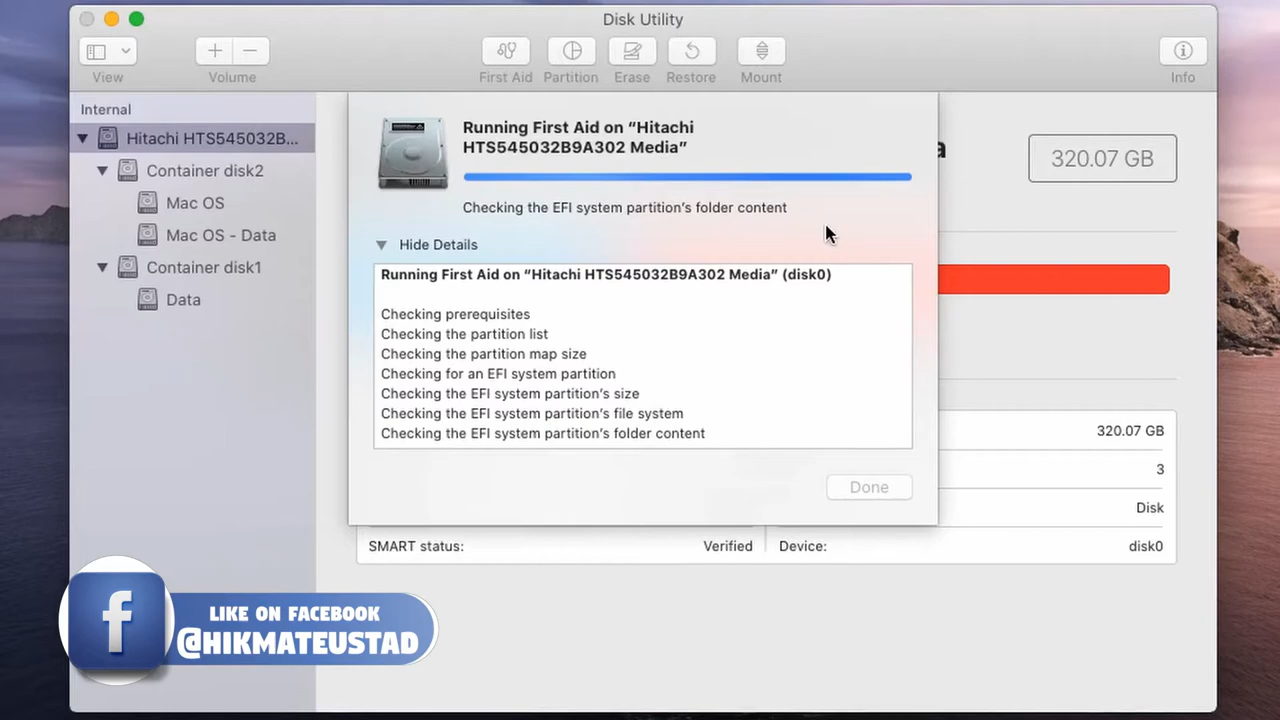 Disk Utility
View
Volume
First Aid
Partition
Erase
Restore
Mount
Info
Internal
Hitachi HTS545032B...
Container disk2
Mac OS
Mac OS - Data
Container disk1
Data
Running First Aid on “Hitachi
HTS545032B9A302 Media”
Checking the EFI system partition’s folder content
Hide Details
Running First Aid on “Hitachi HTS545032B9A302 Media” (disk0)
Checking prerequisites
Checking the partition list
Checking the partition map size
Checking for an EFI system partition
Checking the EFI system partition’s size
Checking the EFI system partition’s file system
Checking the EFI system partition’s folder content
Done
a
320.07 GB
320.07 GB
3
Disk
SMART status:
Verified
Device:
disk0
f
LIKE ON FACEBOOK
@HIKMATEUSTAD